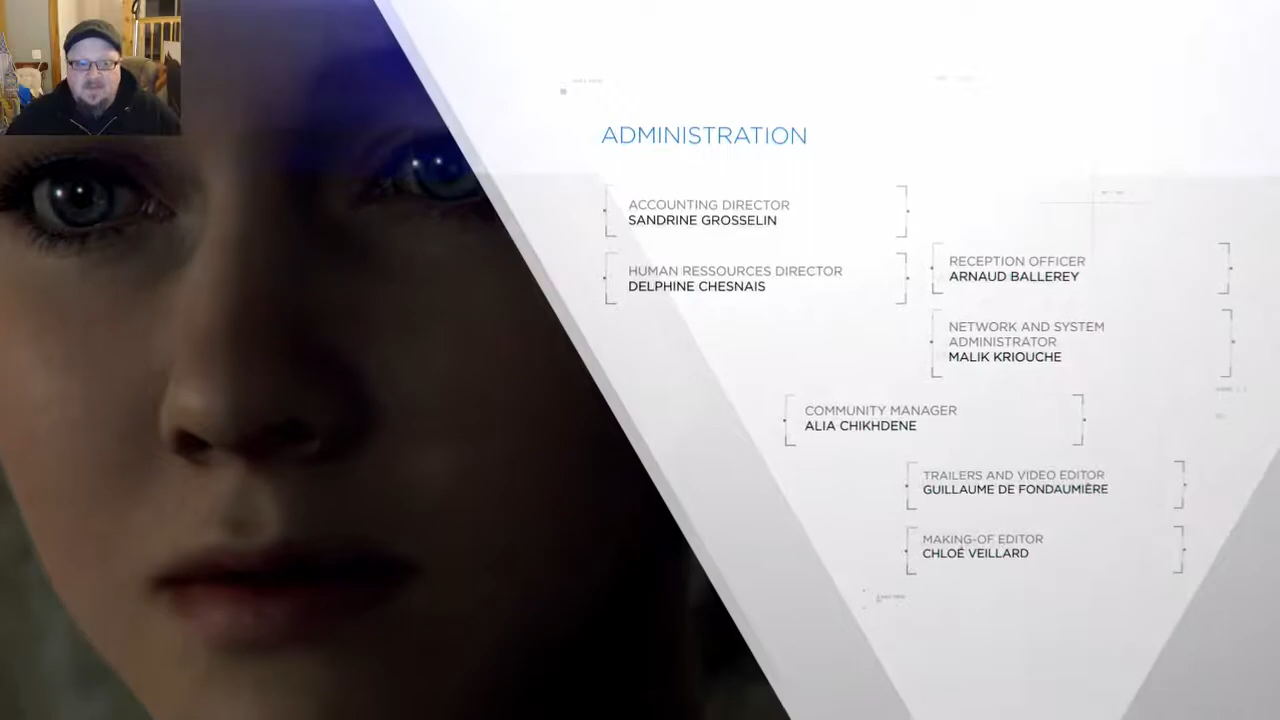 ADMINISTRATION
ACCOUNTING DIRECTOR
SANDRINE GROSSELIN
HUMAN RESSOURCES DIRECTOR
DELPHINE CHESNAIS
RECEPTION OFFICER
ARNAUD BALLEREY
NETWORK AND SYSTEM
ADMINISTRATOR
MALIK KRIOUCHE
COMMUNITY MANAGER
ALIA CHIKHDENE
TRAILERS AND VIDEO EDITOR
GUILLAUME DE FONDAUMIÈRE
MAKING-OF EDITOR
CHLOÉ VEILLARD